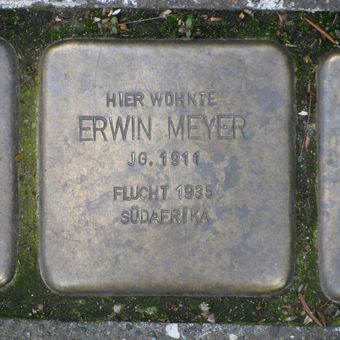 HIER WOHNTE
ERWIN MEYER
JG. 1911
FLUCHT 1935
SÜDAFRIKA